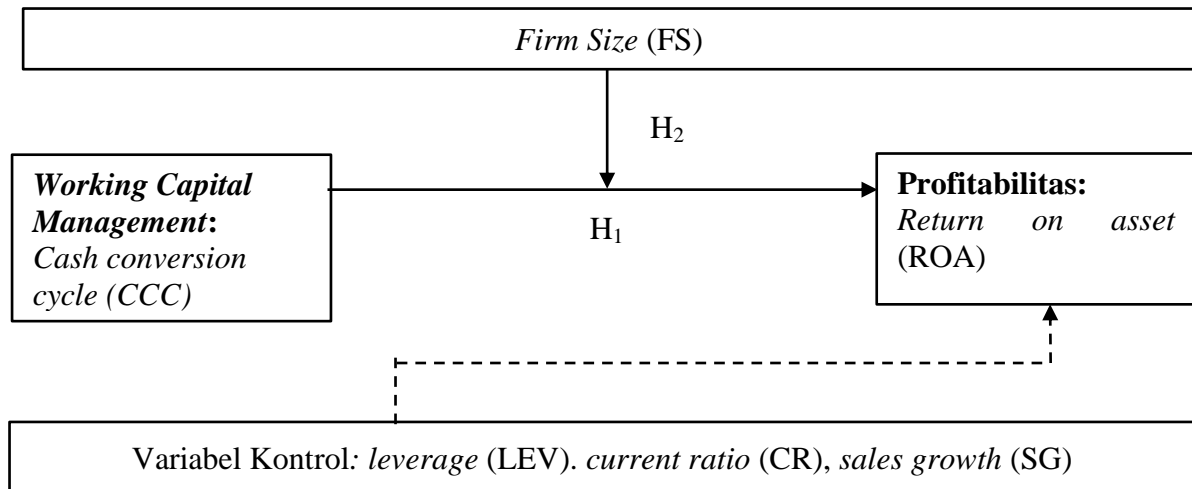 Firm Size (FS)
H2
Working Capital
Management:
Cash conversion
cycle (CCC)
H1
Profitabilitas:
Return on asset
(ROA)
Variabel Kontrol: leverage (LEV). current ratio (CR), sales growth (SG)